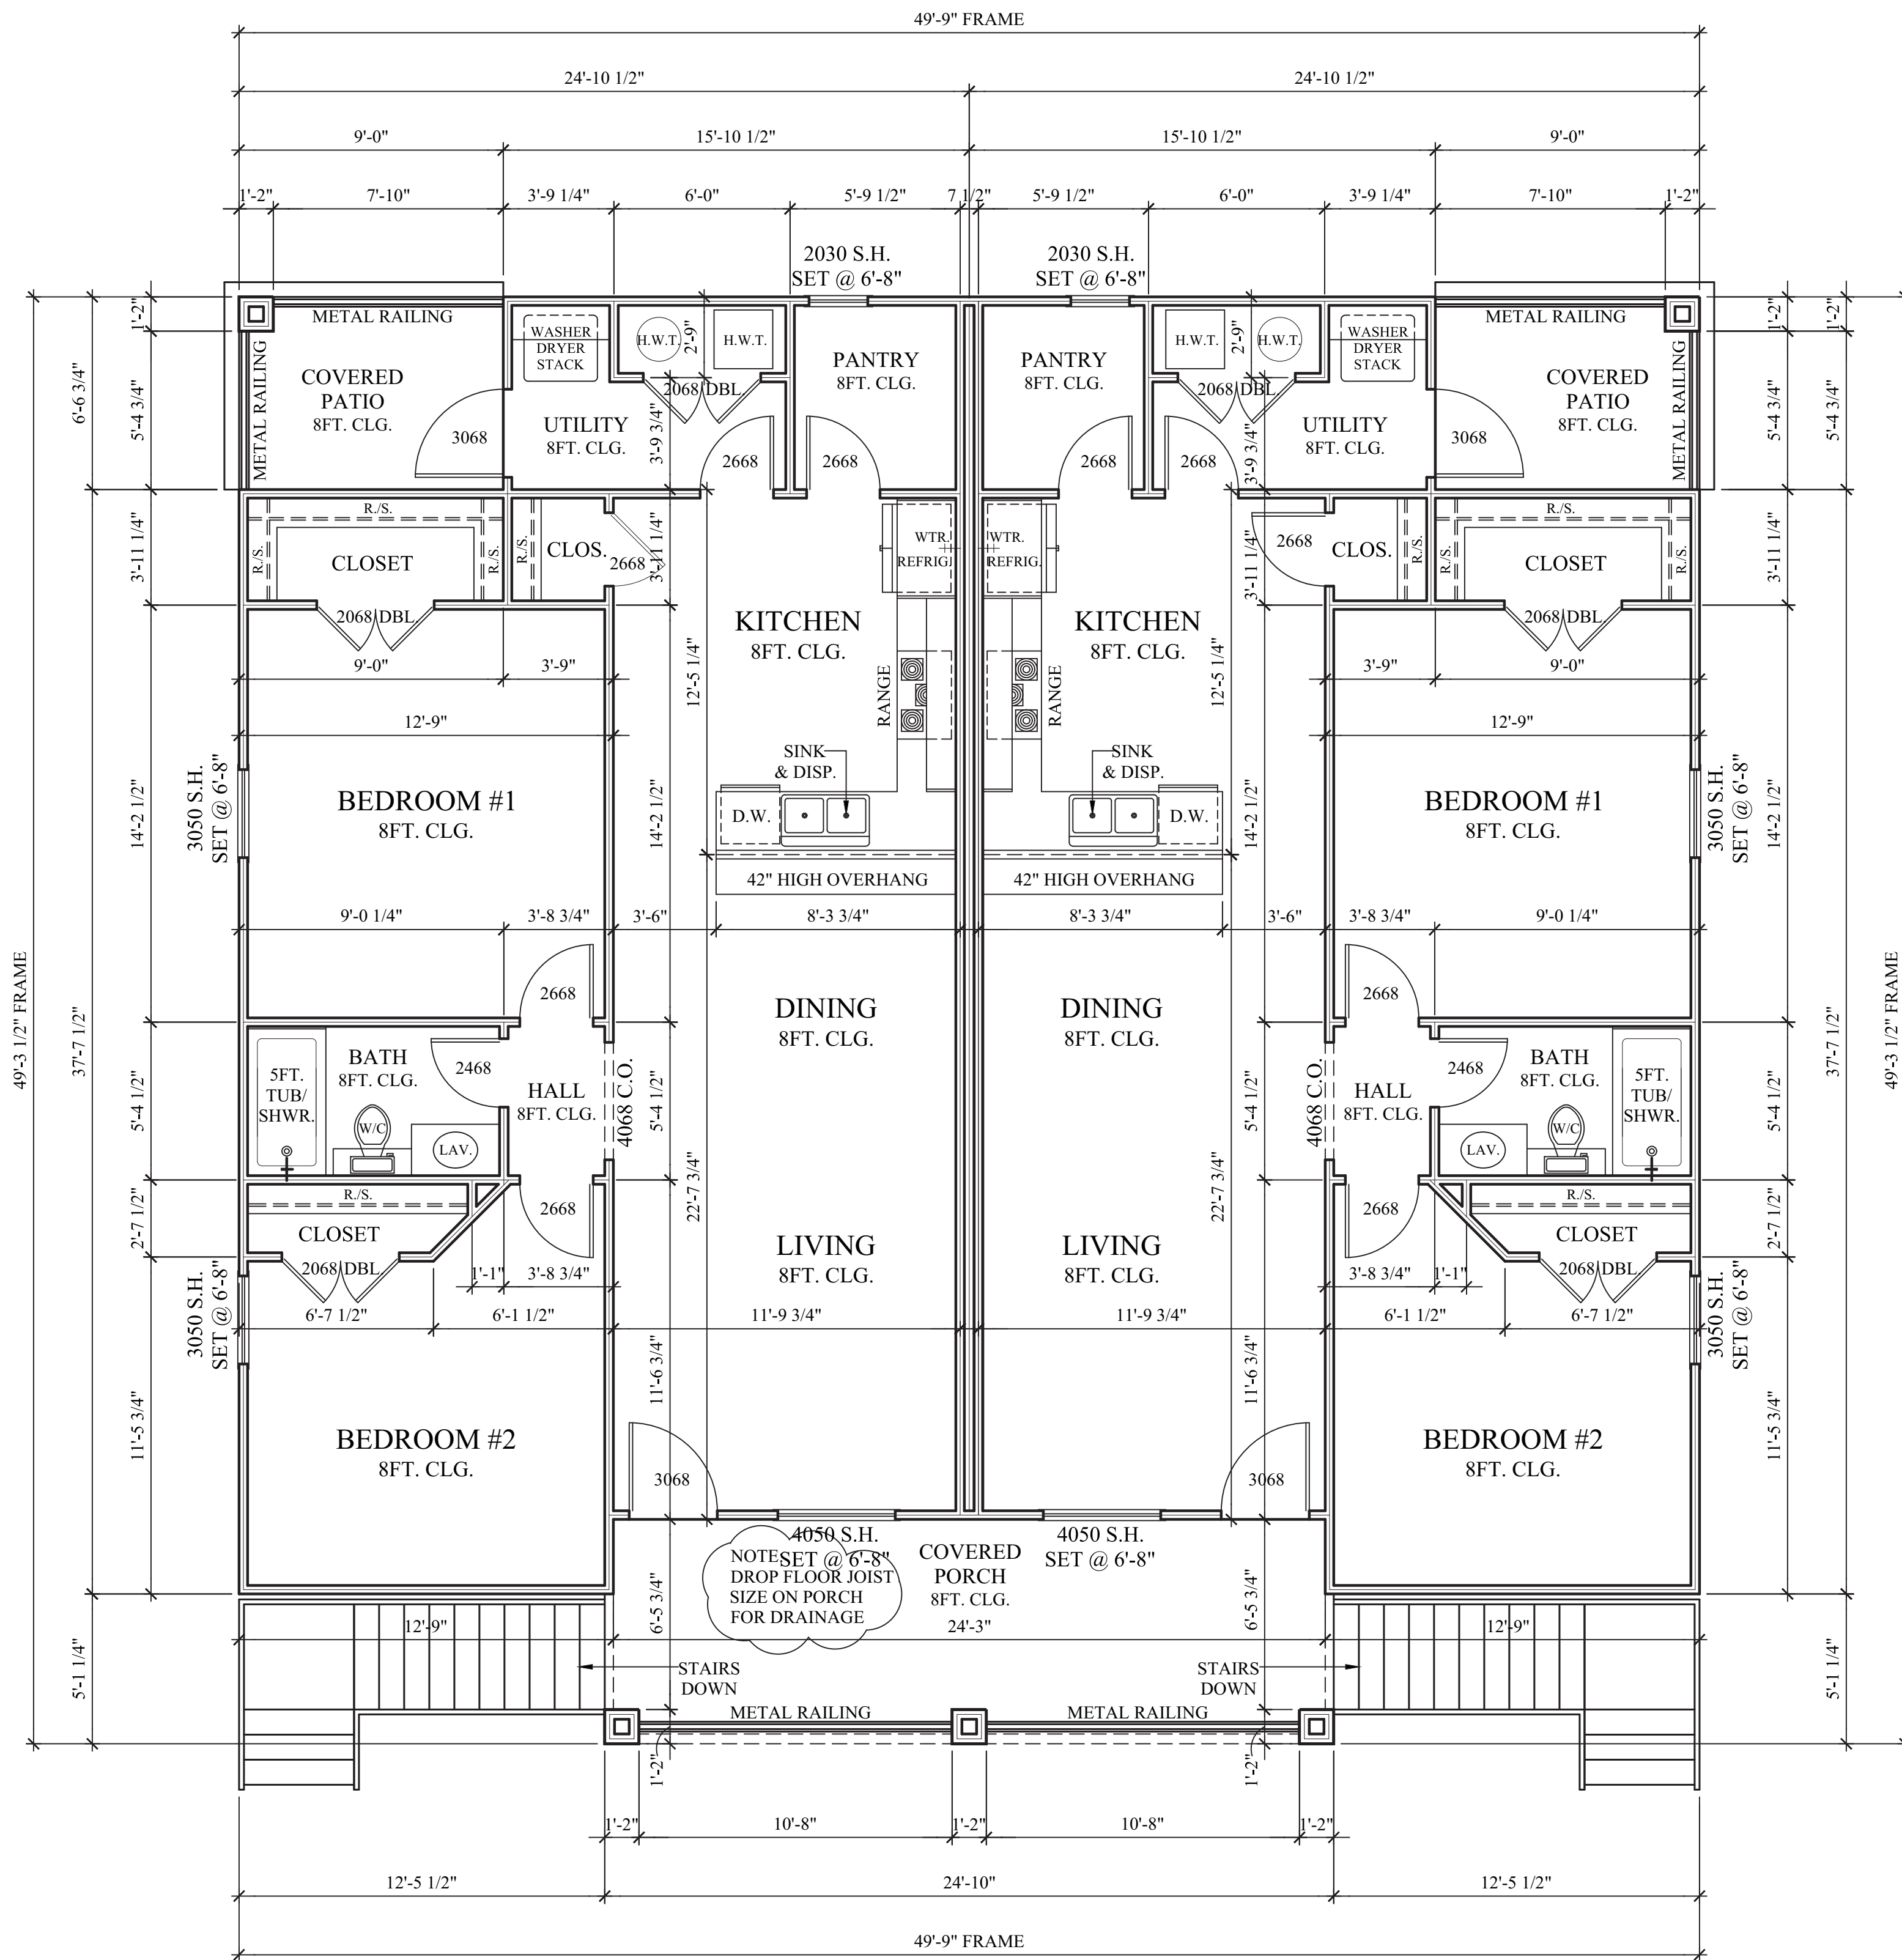 49'-9" FRAME
24'-10 1/2"
24'-10 1/2"
9'-0"
15'-10 1/2"
15'-10 1/2"
9'-0"
1'-2"
7'-10"
3'-9 1/4"
6'-0"
5'-9 1/2"
7 1/2"
5'-9 1/2"
6'-0"
3'-9 1/4"
7'-10"
1'-2"
2030 S.H.
SET @ 6'-8"
2030 S.H.
SET @ 6'-8"
METAL RAILING
METAL RAILING
COVERED
PATIO
8FT. CLG.
3068
WASHER
DRYER
STACK
UTILITY
8FT. CLG.
H.W.T.
2'-9"
H.W.T.
2068 DBL.
3'-9 3/4"
2668
PANTRY
8FT. CLG.
2668
PANTRY
8FT. CLG.
2668
H.W.T.
2'-9"
H.W.T.
2068 DBL.
3'-9 3/4"
2668
WASHER
DRYER
STACK
UTILITY
8FT. CLG.
3068
METAL RAILING
METAL RAILING
COVERED
PATIO
8FT. CLG.
1'-2"
5'-4 3/4"
6'-6 3/4"
1'-2"
1'-2"
5'-4 3/4"
5'-4 3/4"
3'-11 1/4"
R./S.
R./S.
R./S.
CLOSET
2068 DBL.
R./S.
CLOS.
2668
3'-11 1/4"
WTR.
REFRIG.
WTR.
REFRIG.
3'-11 1/4"
2668
CLOS.
R./S.
R./S.
R./S.
R./S.
CLOSET
2068 DBL.
3'-11 1/4"
9'-0"
3'-9"
12'-9"
12'-5 1/4"
KITCHEN
8FT. CLG.
RANGE
KITCHEN
8FT. CLG.
RANGE
12'-5 1/4"
3'-9"
9'-0"
12'-9"
14'-2 1/2"
3050 S.H.
SET @ 6'-8"
BEDROOM #1
8FT. CLG.
14'-2 1/2"
SINK
& DISP.
D.W.
42" HIGH OVERHANG
SINK
& DISP.
D.W.
42" HIGH OVERHANG
14'-2 1/2"
BEDROOM #1
8FT. CLG.
3050 S.H.
SET @ 6'-8"
14'-2 1/2"
9'-0 1/4"
3'-8 3/4"
3'-6"
8'-3 3/4"
8'-3 3/4"
3'-6"
3'-8 3/4"
9'-0 1/4"
49'-3 1/2" FRAME
37'-7 1/2"
2668
DINING
8FT. CLG.
DINING
8FT. CLG.
2668
37'-7 1/2"
49'-3 1/2" FRAME
5'-4 1/2"
5FT.
TUB/
SHWR.
BATH
8FT. CLG.
2468
W/C
LAV.
HALL
8FT. CLG.
4068 C.O.
5'-4 1/2"
22'-7 3/4"
22'-7 3/4"
5'-4 1/2"
4068 C.O.
HALL
8FT. CLG.
2468
BATH
8FT. CLG.
W/C
LAV.
5FT.
TUB/
SHWR.
5'-4 1/2"
2'-7 1/2"
R./S.
CLOSET
2068 DBL.
2668
1'-1"
3'-8 3/4"
LIVING
8FT. CLG.
LIVING
8FT. CLG.
2668
3'-8 3/4"
1'-1"
R./S.
CLOSET
2068 DBL.
2'-7 1/2"
3050 S.H.
SET @ 6'-8"
6'-7 1/2"
6'-1 1/2"
11'-9 3/4"
11'-9 3/4"
6'-1 1/2"
6'-7 1/2"
3050 S.H.
SET @ 6'-8"
11'-5 3/4"
BEDROOM #2
8FT. CLG.
11'-6 3/4"
3068
11'-6 3/4"
3068
BEDROOM #2
8FT. CLG.
11'-5 3/4"
4050 S.H.
SET @ 6'-8"
NOTE:
DROP FLOOR JOIST
SIZE ON PORCH
FOR DRAINAGE
COVERED
PORCH
8FT. CLG.
4050 S.H.
SET @ 6'-8"
5'-1 1/4"
12'-9"
6'-5 3/4"
24'-3"
6'-5 3/4"
12'-9"
5'-1 1/4"
STAIRS
DOWN
STAIRS
DOWN
METAL RAILING
METAL RAILING
1'-2"
1'-2"
1'-2"
10'-8"
1'-2"
10'-8"
1'-2"
12'-5 1/2"
24'-10"
12'-5 1/2"
49'-9" FRAME